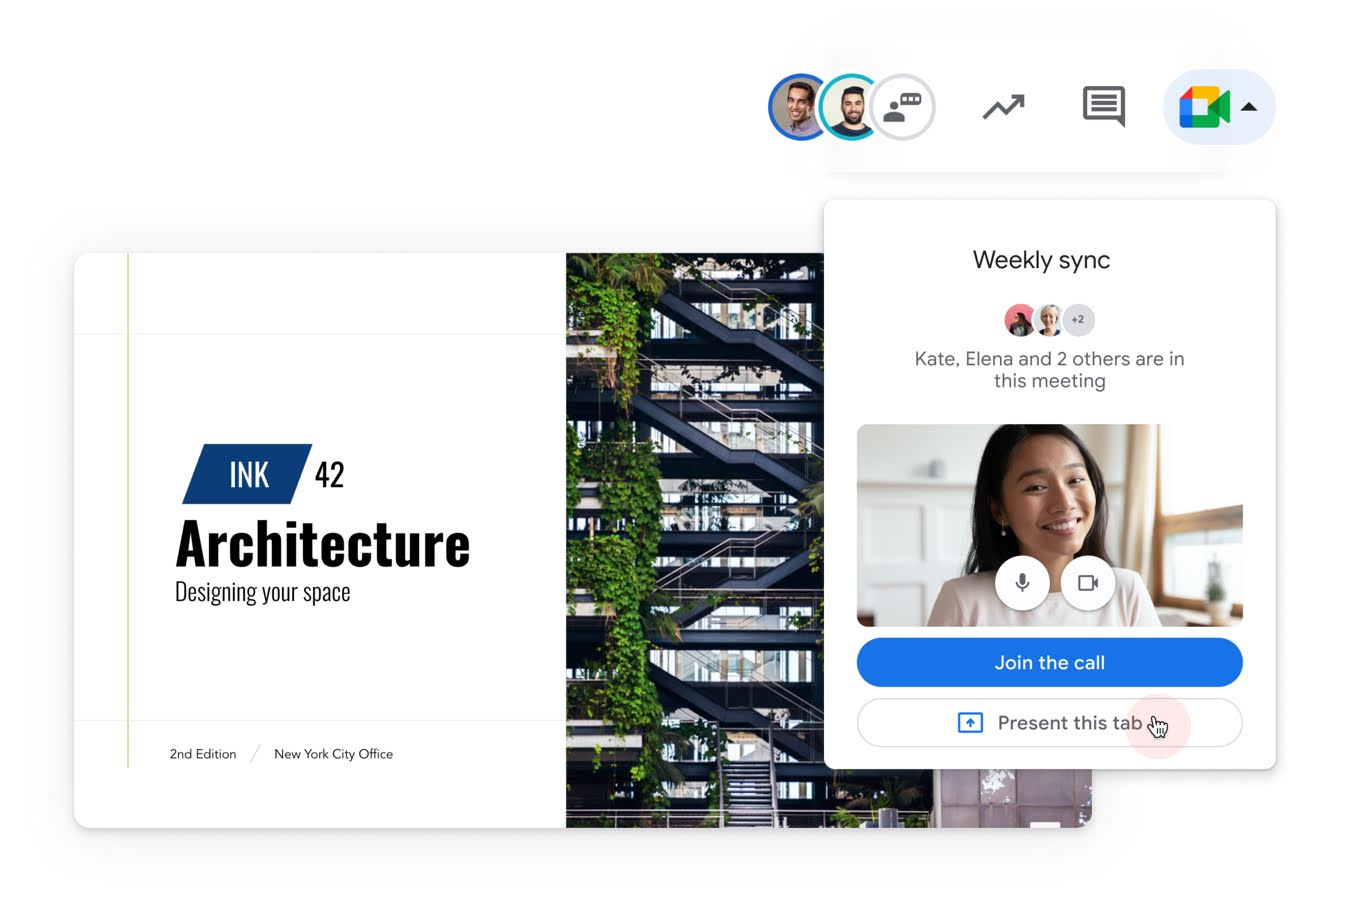 Weekly sync
+2
Kate, Elena and 2 others are in
this meeting
INK 42
Architecture
Designing your space
2nd Edition / New York City Office
Join the call
Present this tab